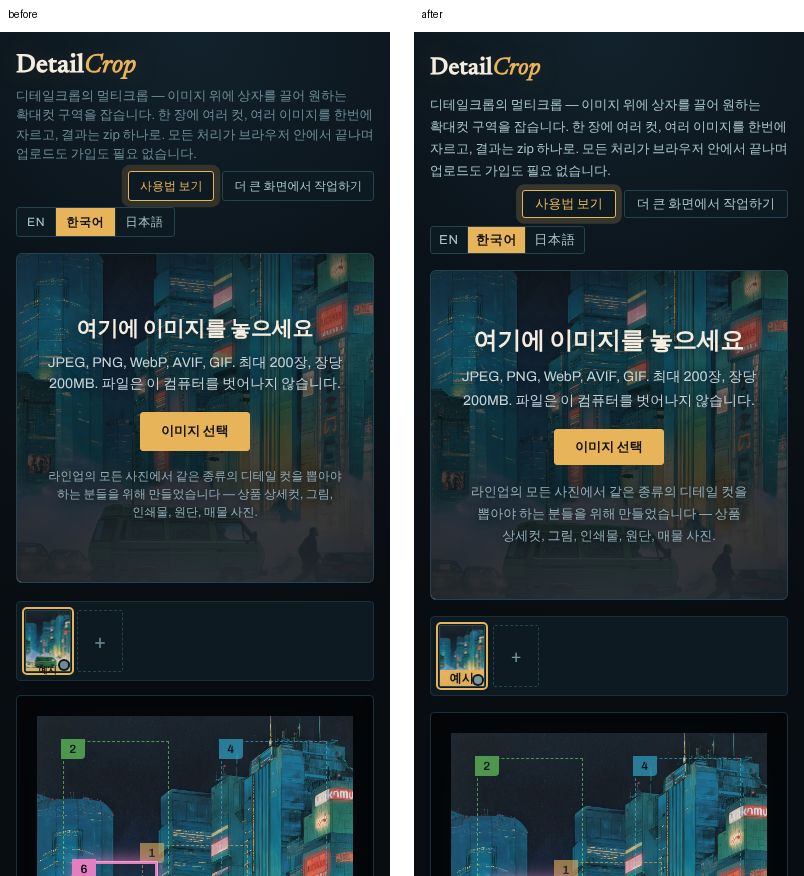 before
DetailCrop
디테일크롭의 멀티크롭 — 이미지 위에 상자를 끌어 원하는
확대컷 구역을 잡습니다. 한 장에 여러 컷, 여러 이미지를 한번에
자르고, 결과는 zip 하나로. 모든 처리가 브라우저 안에서 끝나며
업로드도 가입도 필요 없습니다.
사용법 보기
더 큰 화면에서 작업하기
EN 한국어 日本語
여기에 이미지를 놓으세요
JPEG, PNG, WebP, AVIF, GIF. 최대 200장, 장당
200MB. 파일은 이 컴퓨터를 벗어나지 않습니다.
이미지 선택
라인업의 모든 사진에서 같은 종류의 디테일 컷을 뽑아야
하는 분들을 위해 만들었습니다 — 상품 상세컷, 그림,
인쇄물, 원단, 매물 사진.
+
2
4
1
6
after
DetailCrop
디테일크롭의 멀티크롭 — 이미지 위에 상자를 끌어 원하는
확대컷 구역을 잡습니다. 한 장에 여러 컷, 여러 이미지를 한번에
자르고, 결과는 zip 하나로. 모든 처리가 브라우저 안에서 끝나며
업로드도 가입도 필요 없습니다.
사용법 보기
더 큰 화면에서 작업하기
EN 한국어 日本語
여기에 이미지를 놓으세요
JPEG, PNG, WebP, AVIF, GIF. 최대 200장, 장당
200MB. 파일은 이 컴퓨터를 벗어나지 않습니다.
이미지 선택
라인업의 모든 사진에서 같은 종류의 디테일 컷을
뽑아야 하는 분들을 위해 만들었습니다 — 상품
상세컷, 그림, 인쇄물, 원단, 매물 사진.
예시
+
2
4
1